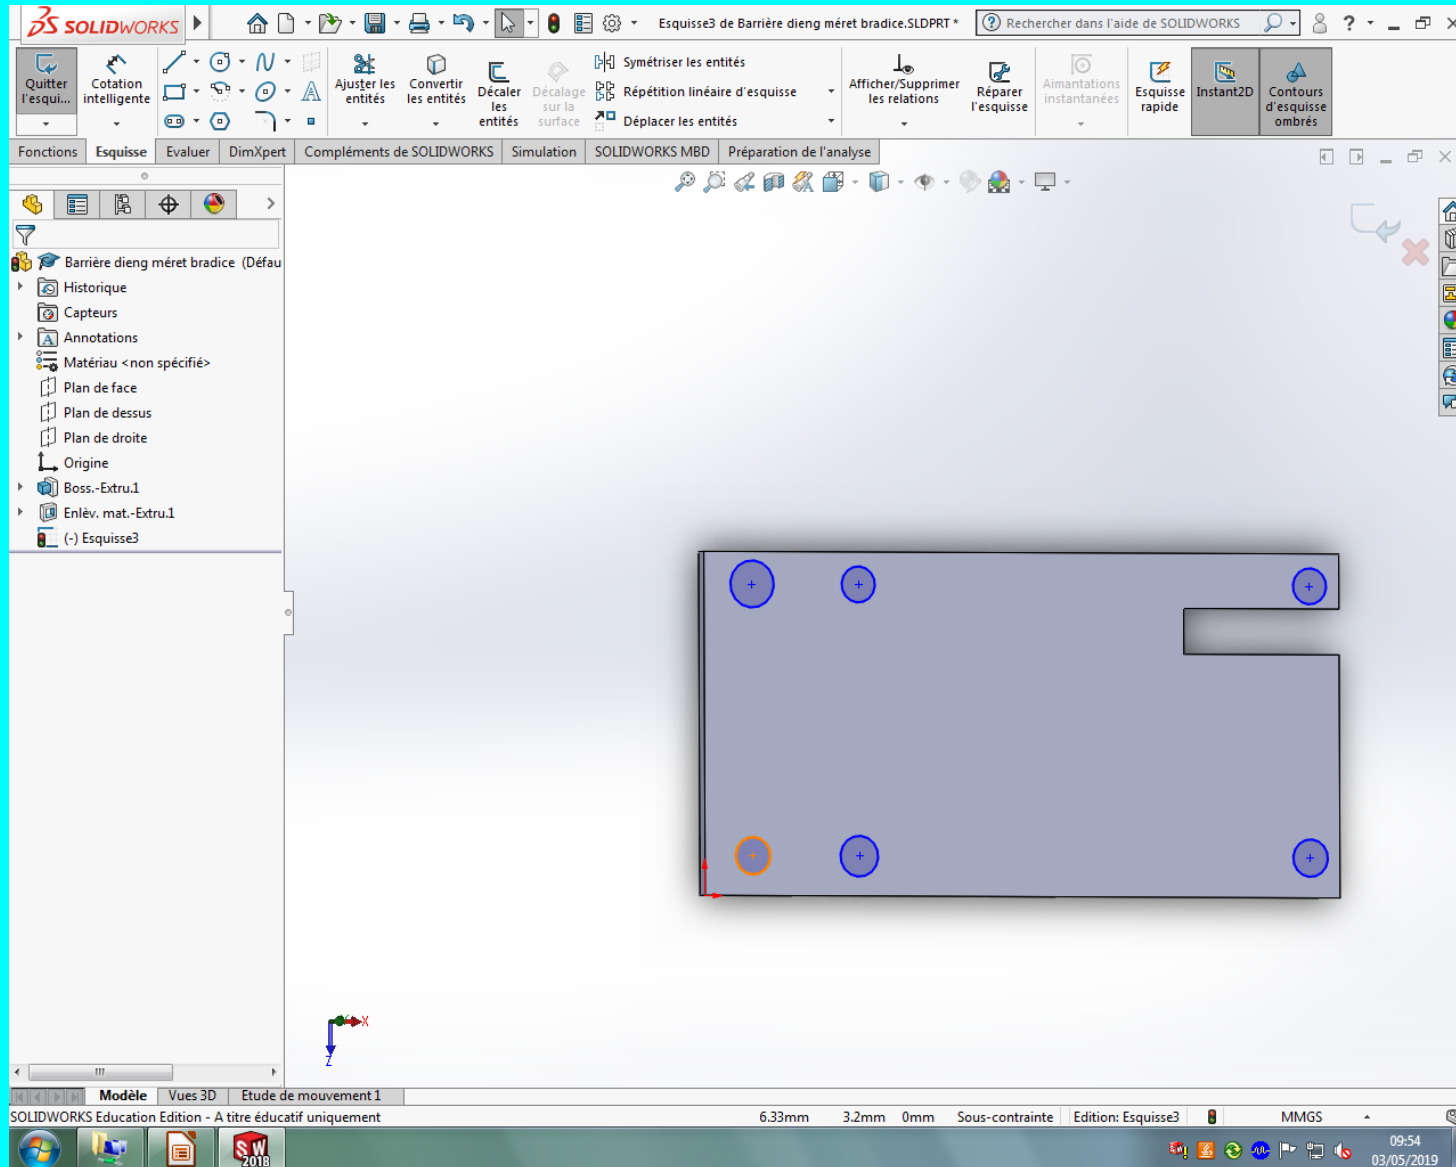 SOLIDWORKS
Esquisse3 de Barrière dieng méret bradice.SLDPRT *
Rechercher dans l'aide de SOLIDWORKS
Quitter l'esqui...
Cotation intelligente
Ajuster les entités
Convertir les entités
Décaler les entités
Décalage sur la surface
Symétriser les entités
Répétition linéaire d'esquisse
Déplacer les entités
Afficher/Supprimer les relations
Réparer l'esquisse
Aimantations instantanées
Esquisse rapide
Instant2D
Contours d'esquisse ombrés
Fonctions Esquisse Evaluer DimXpert Compléments de SOLIDWORKS Simulation SOLIDWORKS MBD Préparation de l'analyse
Barrière dieng méret bradice (Défau
Historique
Capteurs
Annotations
Matériau <non spécifié>
Plan de face
Plan de dessus
Plan de droite
Origine
Boss.-Extru.1
Enlèv. mat.-Extru.1
(-) Esquisse3
X
Z
Modèle Vues 3D Etude de mouvement 1
SOLIDWORKS Education Edition - A titre éducatif uniquement 6.33mm 3.2mm 0mm Sous-contrainte Edition: Esquisse3 MMGS
SW 2018
09:54
03/05/2019